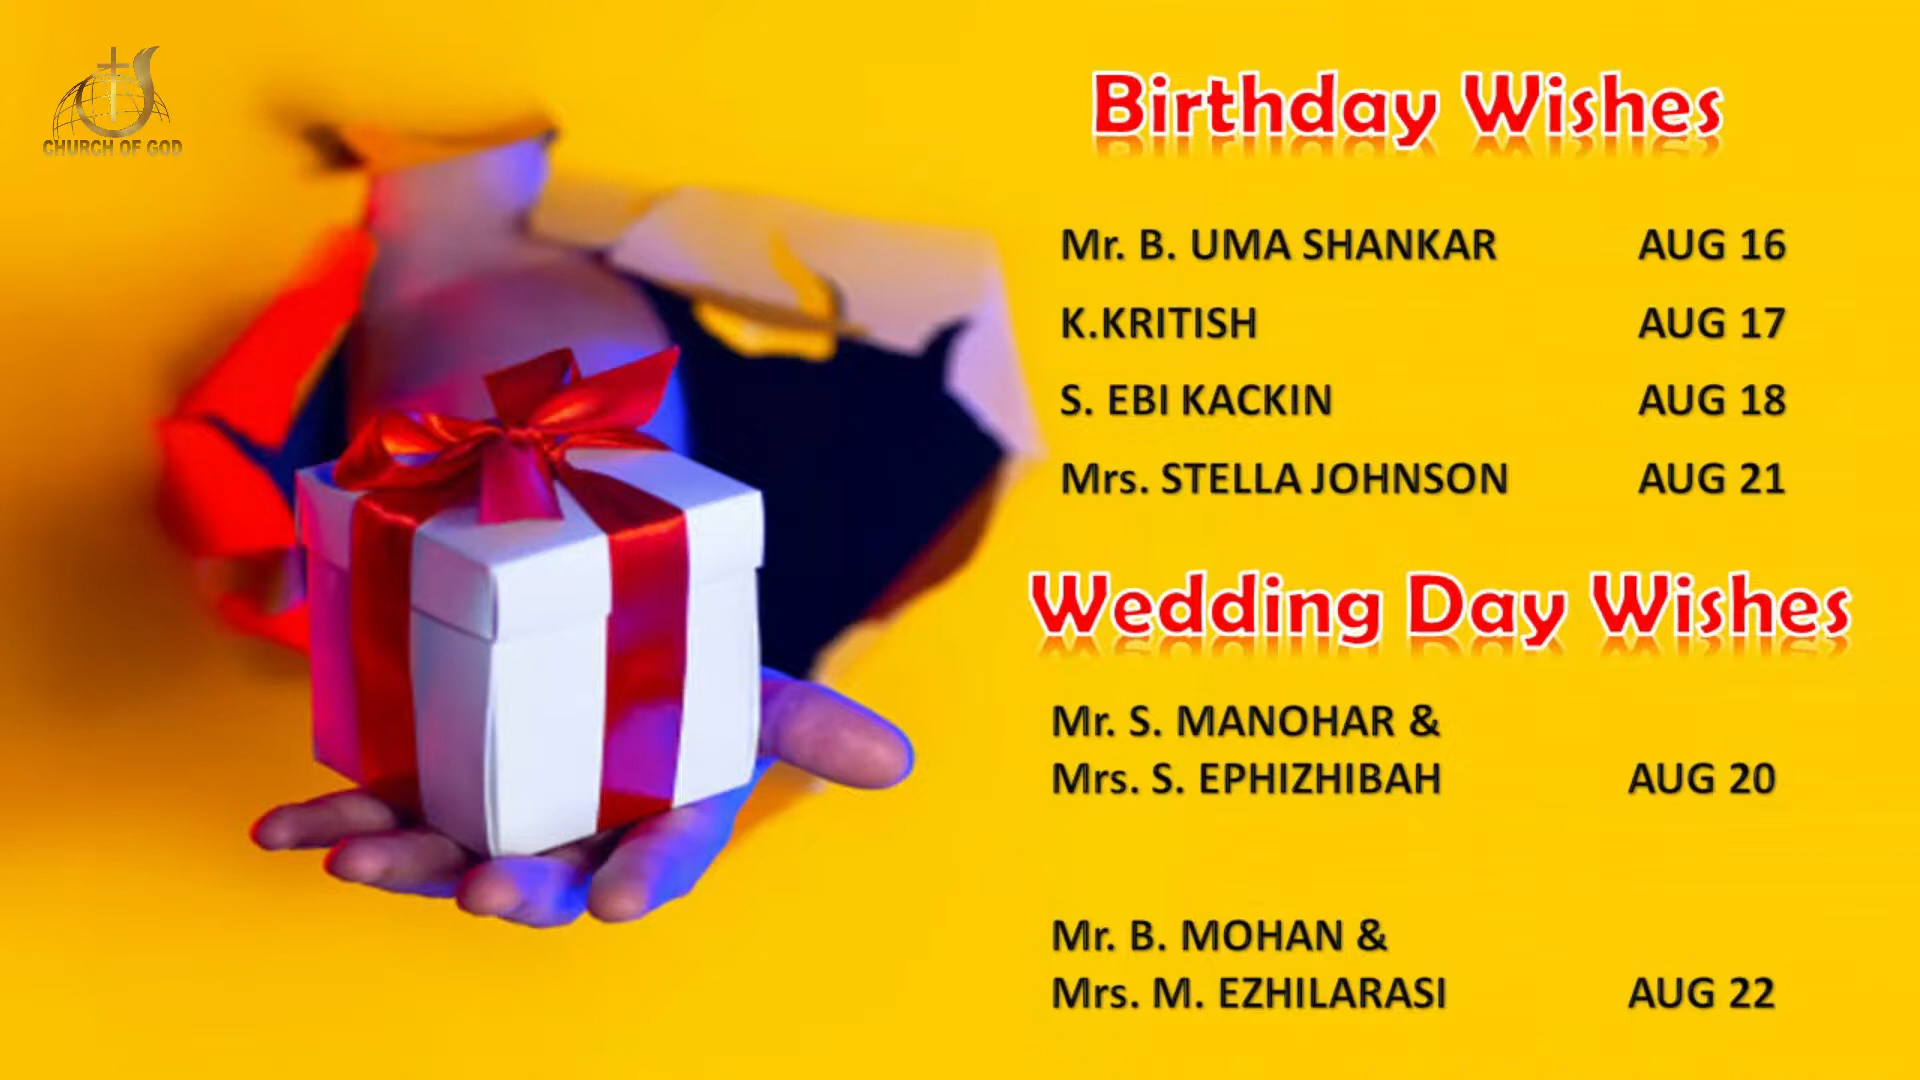 CHURCH OF GOD
Birthday Wishes
Mr. B. UMA SHANKAR AUG 16
K.KRITISH AUG 17
S. EBI KACKIN AUG 18
Mrs. STELLA JOHNSON AUG 21
Wedding Day Wishes
Mr. S. MANOHAR &
Mrs. S. EPHIZHIBAH AUG 20
Mr. B. MOHAN &
Mrs. M. EZHILARASI AUG 22